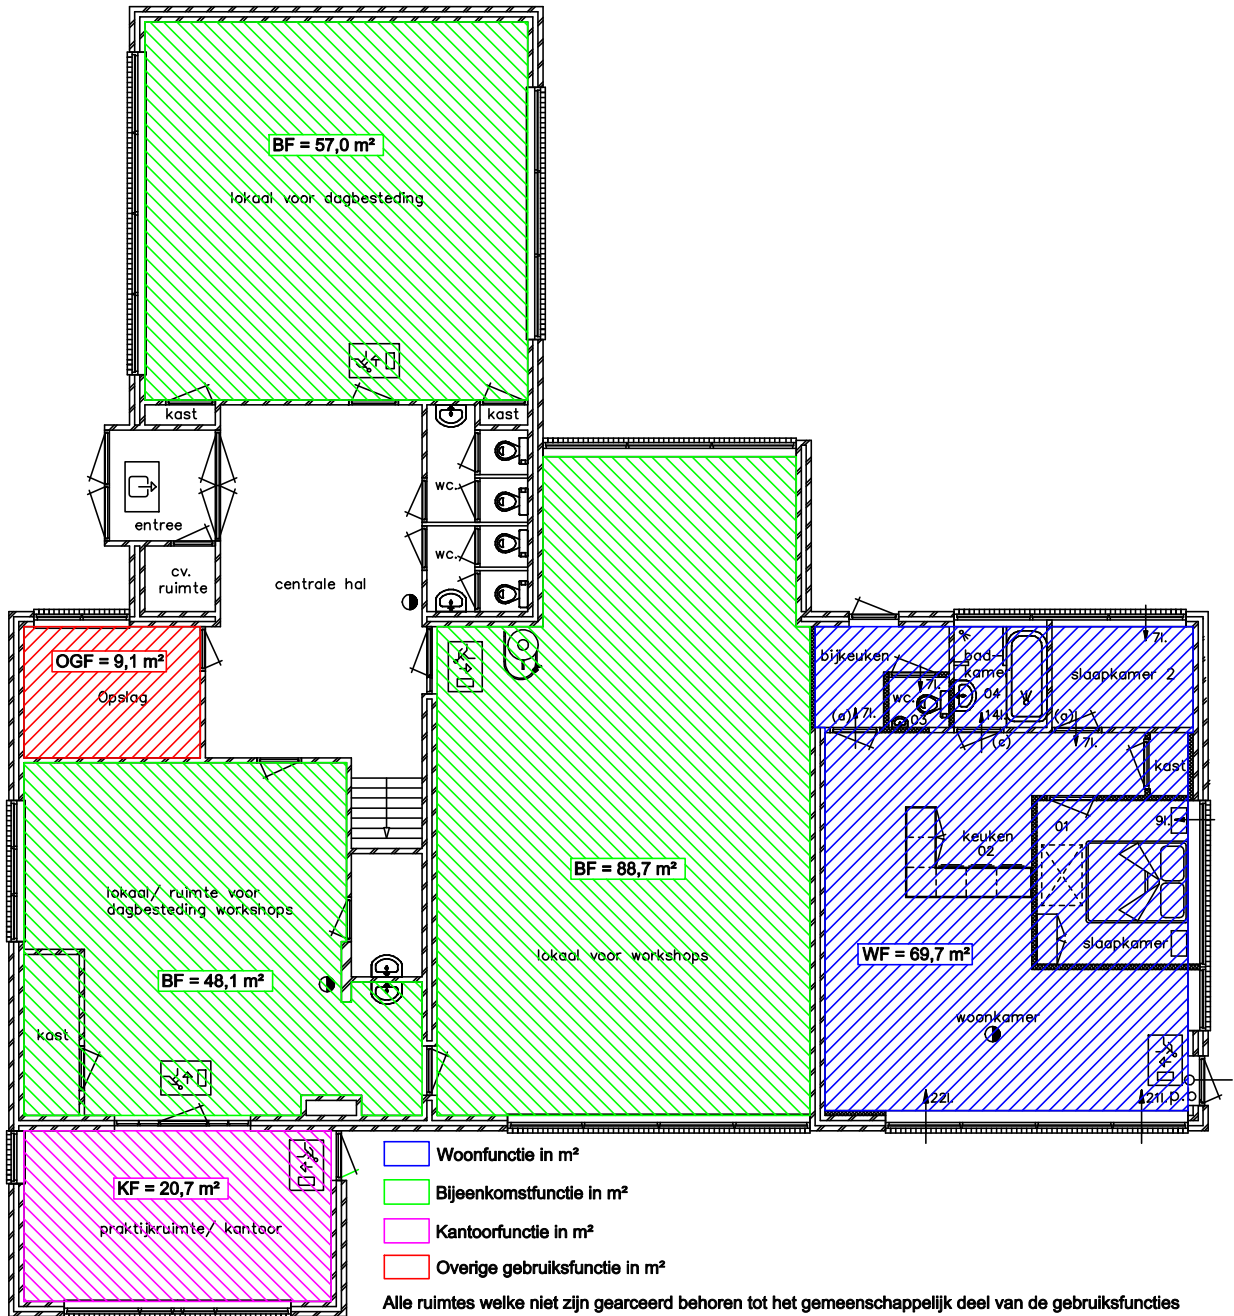 BF = 57,0 m²
lokaal voor dagbesteding
kast
kast
entree
wc.
wc.
cv.
ruimte
centrale hal
OGF = 9,1 m²
Opslag
bijkeuken
bad-
kamer
04
wc.
03
7l.
(a)
7l.
14l.
(c)
(a)
7l.
7l.
slaapkamer 2
kast
keuken
02
01
9l.
slaapkamer
BF = 88,7 m²
lokaal voor workshops
lokaal/ ruimte voor
dagbesteding workshops
BF = 48,1 m²
kast
WF = 69,7 m²
woonkamer
22l.
21l.
p.o
KF = 20,7 m²
praktijkruimte/ kantoor
Woonfunctie in m²
Bijeenkomstfunctie in m²
Kantoorfunctie in m²
Overige gebruiksfunctie in m²
Alle ruimtes welke niet zijn gearceerd behoren tot het gemeenschappelijk deel van de gebruiksfuncties